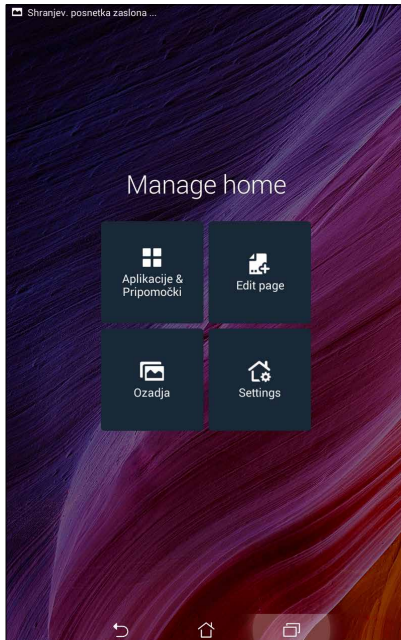 Shranjev. posnetka zaslona ...
Manage home
Aplikacije &
Pripomočki
Edit page
Ozadja
Settings